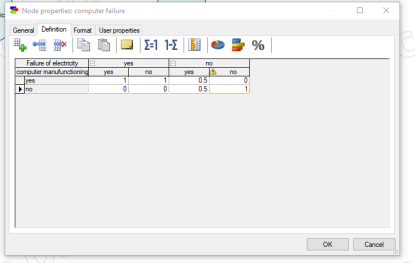 Node properties: computer failure
General Definition Format User properties
Σ=1 1-Σ %
Failure of electricity yes no
computer manufunctioning yes no yes no
yes 1 1 0.5 0
no 0 0 0.5 1
OK Cancel